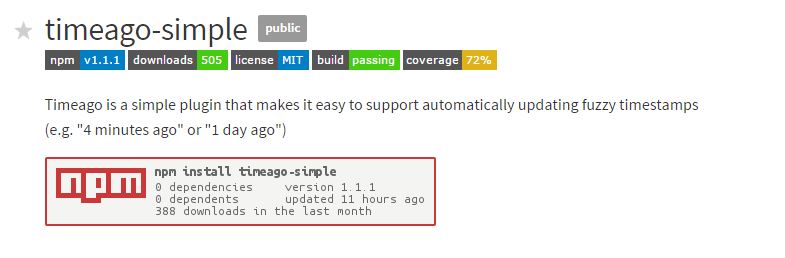 timeago-simple public
npm v1.1.1 downloads 505 license MIT build passing coverage 72%
Timeago is a simple plugin that makes it easy to support automatically updating fuzzy timestamps
(e.g. "4 minutes ago" or "1 day ago")
npm npm install timeago-simple
0 dependencies version 1.1.1
0 dependents updated 11 hours ago
388 downloads in the last month